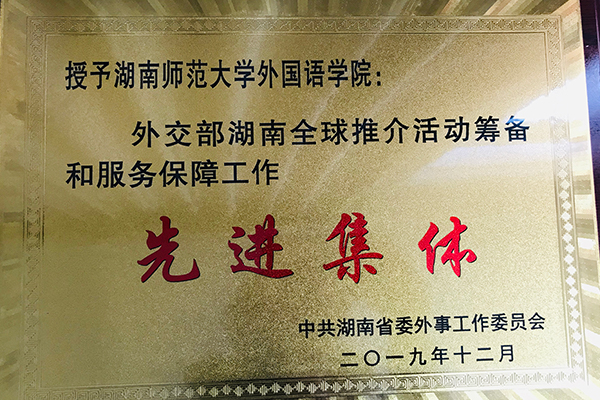 授予湖南师范大学外国语学院：
外交部湖南全球推介活动筹备
和服务保障工作
先进集体
中共湖南省委外事工作委员会
二〇一九年十二月